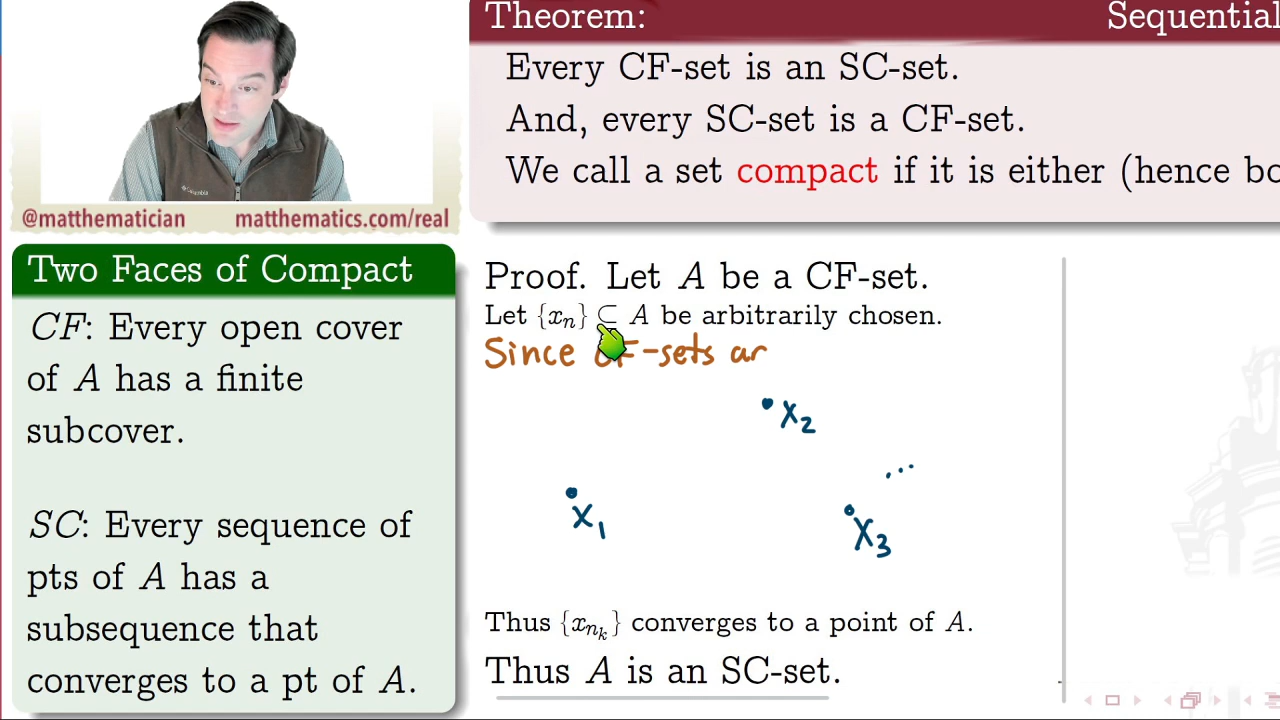 Theorem:
Sequential
Every CF-set is an SC-set.
And, every SC-set is a CF-set.
We call a set compact if it is either (hence bo
@matthematician matthematics.com/real
Columbia
Two Faces of Compact
CF: Every open cover
of A has a finite
subcover.
SC: Every sequence of
pts of A has a
subsequence that
converges to a pt of A.
Proof. Let A be a CF-set.
Let {xₙ} ⊆ A be arbitrarily chosen.
Since CF-sets ar
x₂
...
x₁
x₃
Thus {xₙₖ} converges to a point of A.
Thus A is an SC-set.